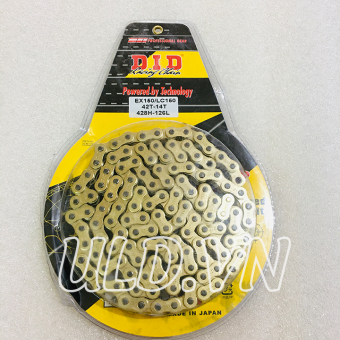 D.I.D
Racing Chain
Powered by Technology
EX150/LC150
42T-14T
428H-126L
ULD.VN
MADE IN JAPAN